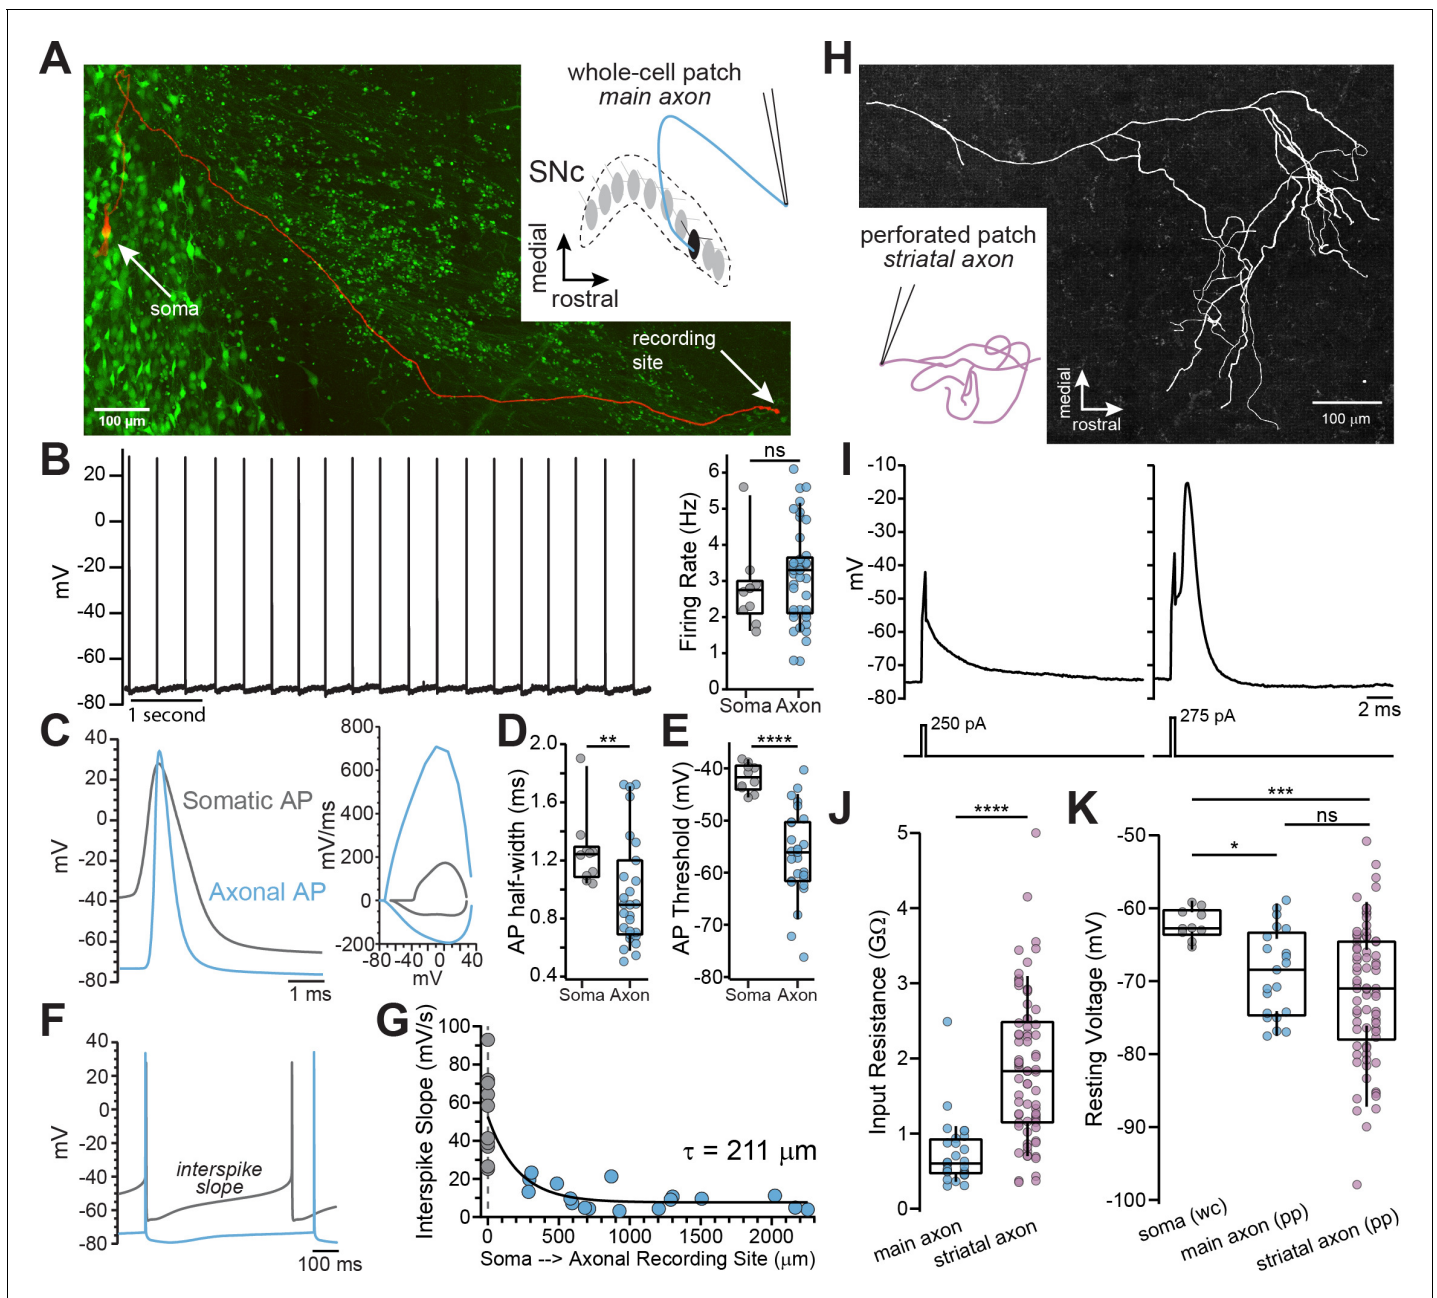 A
whole-cell patch
main axon
SNc
medial
rostral
soma
recording
site
100 µm
H
perforated patch
striatal axon
medial
rostral
100 µm
B
mV
20
0
-20
-40
-60
-80
1 second
Firing Rate (Hz)
ns
6
5
4
3
2
1
0
Soma Axon
I
mV
-10
-20
-30
-40
-50
-60
-70
-80
2 ms
250 pA
275 pA
C
mV
40
20
0
-20
-40
-60
-80
Somatic AP
Axonal AP
1 ms
mV/ms
800
600
400
200
0
-200
-80
-40
0
40
mV
D
AP half-width (ms)
**
2.0
1.6
1.2
0.8
0.4
Soma Axon
E
AP Threshold (mV)
****
-40
-50
-60
-70
-80
Soma Axon
F
mV
40
20
0
-20
-40
-60
-80
interspike
slope
100 ms
G
Interspike Slope (mV/s)
100
80
60
40
20
0
τ = 211 µm
0
500
1000
1500
2000
Soma --> Axonal Recording Site (µm)
J
Input Resistance (GΩ)
****
5
4
3
2
1
0
main axon
striatal axon
K
Resting Voltage (mV)
***
ns
*
-50
-60
-70
-80
-90
-100
soma (wc)
main axon (pp)
striatal axon (pp)